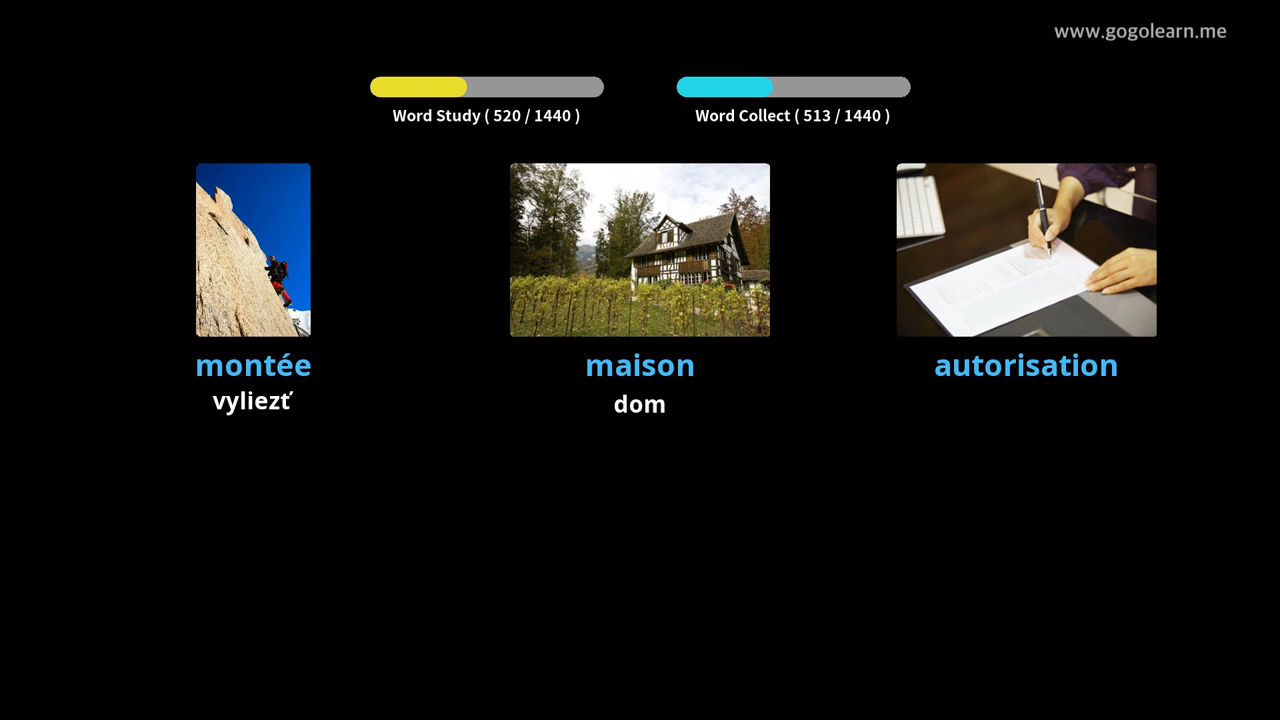 www.gogolearn.me
Word Study ( 520 / 1440 )
Word Collect ( 513 / 1440 )
montée
maison
autorisation
vyliezť
dom